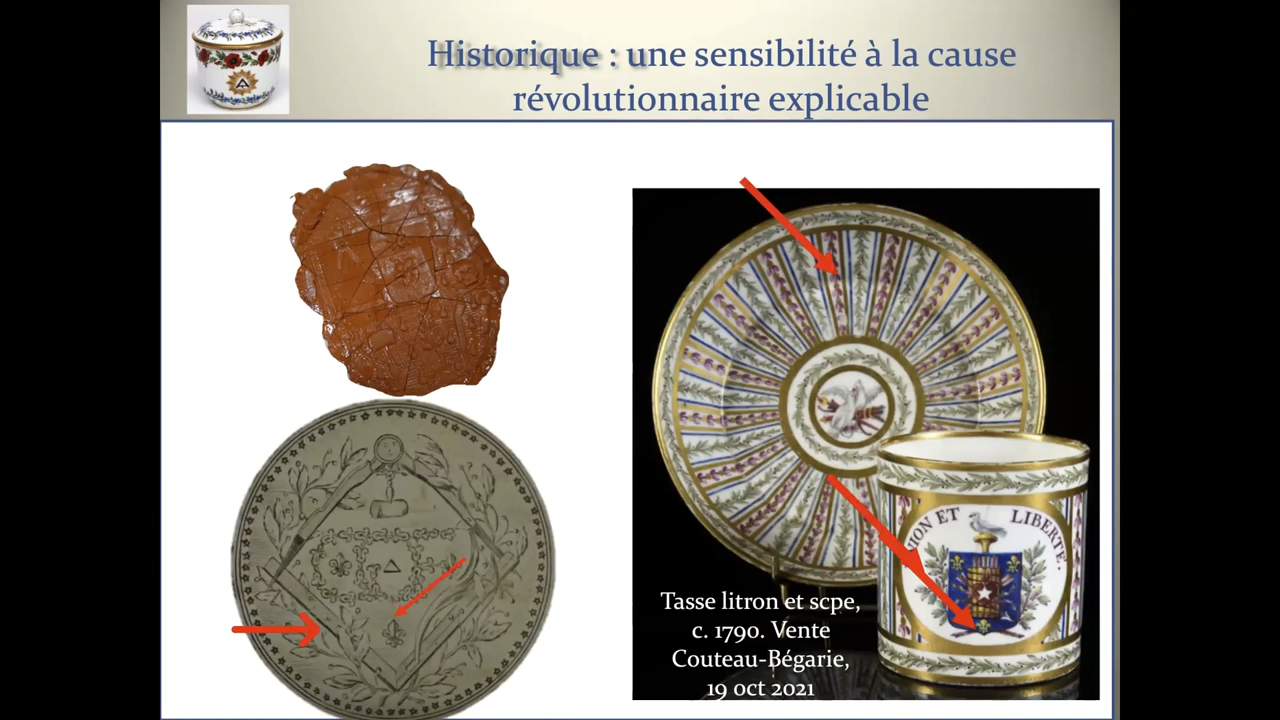 Historique : une sensibilité à la cause
révolutionnaire explicable
ION ET LIBERTE.
Tasse litron et scpe,
c. 1790. Vente
Couteau-Bégarie,
19 oct 2021